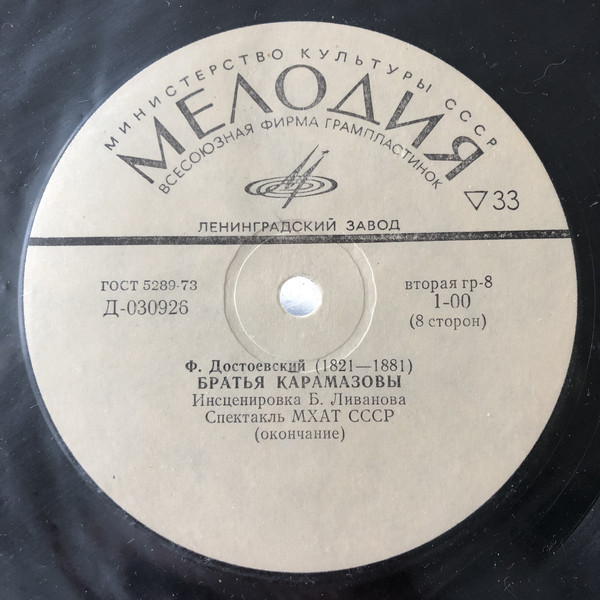 МИНИСТЕРСТВО КУЛЬТУРЫ СССР
МЕЛОДИЯ
ВСЕСОЮЗНАЯ ФИРМА ГРАМПЛАСТИНОК
33
ЛЕНИНГРАДСКИЙ ЗАВОД
ГОСТ 5289-73
Д-030926
вторая гр-8
1-00
(8 сторон)
Ф. Достоевский (1821—1881)
БРАТЬЯ КАРАМАЗОВЫ
Инсценировка Б. Ливанова
Спектакль МХАТ СССР
(окончание)